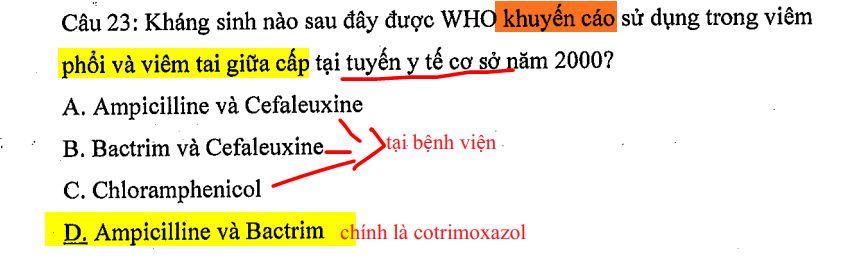 Câu 23: Kháng sinh nào sau đây được WHO khuyến cáo sử dụng trong viêm
phổi và viêm tai giữa cấp tại tuyến y tế cơ sở năm 2000?
A. Ampicilline và Cefaleuxine
B. Bactrim và Cefaleuxine tại bệnh viện
C. Chloramphenicol
D. Ampicilline và Bactrim chính là cotrimoxazol